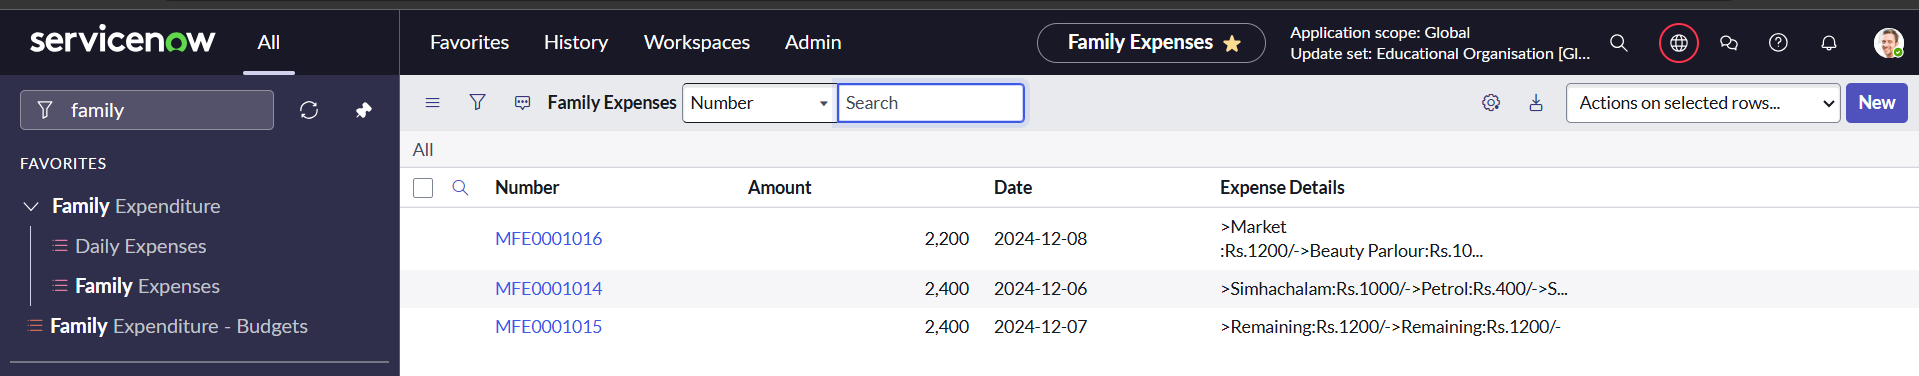 servicenow
All
Favorites
History
Workspaces
Admin
Family Expenses
Application scope: Global
Update set: Educational Organisation [Gl...
family
FAVORITES
Family Expenditure
Daily Expenses
Family Expenses
Family Expenditure - Budgets
Family Expenses
Number
Search
Actions on selected rows...
New
All
Number Amount Date Expense Details
MFE0001016 2,200 2024-12-08 >Market
:Rs.1200/->Beauty Parlour:Rs.10...
MFE0001014 2,400 2024-12-06 >Simhachalam:Rs.1000/->Petrol:Rs.400/->S...
MFE0001015 2,400 2024-12-07 >Remaining:Rs.1200/->Remaining:Rs.1200/-